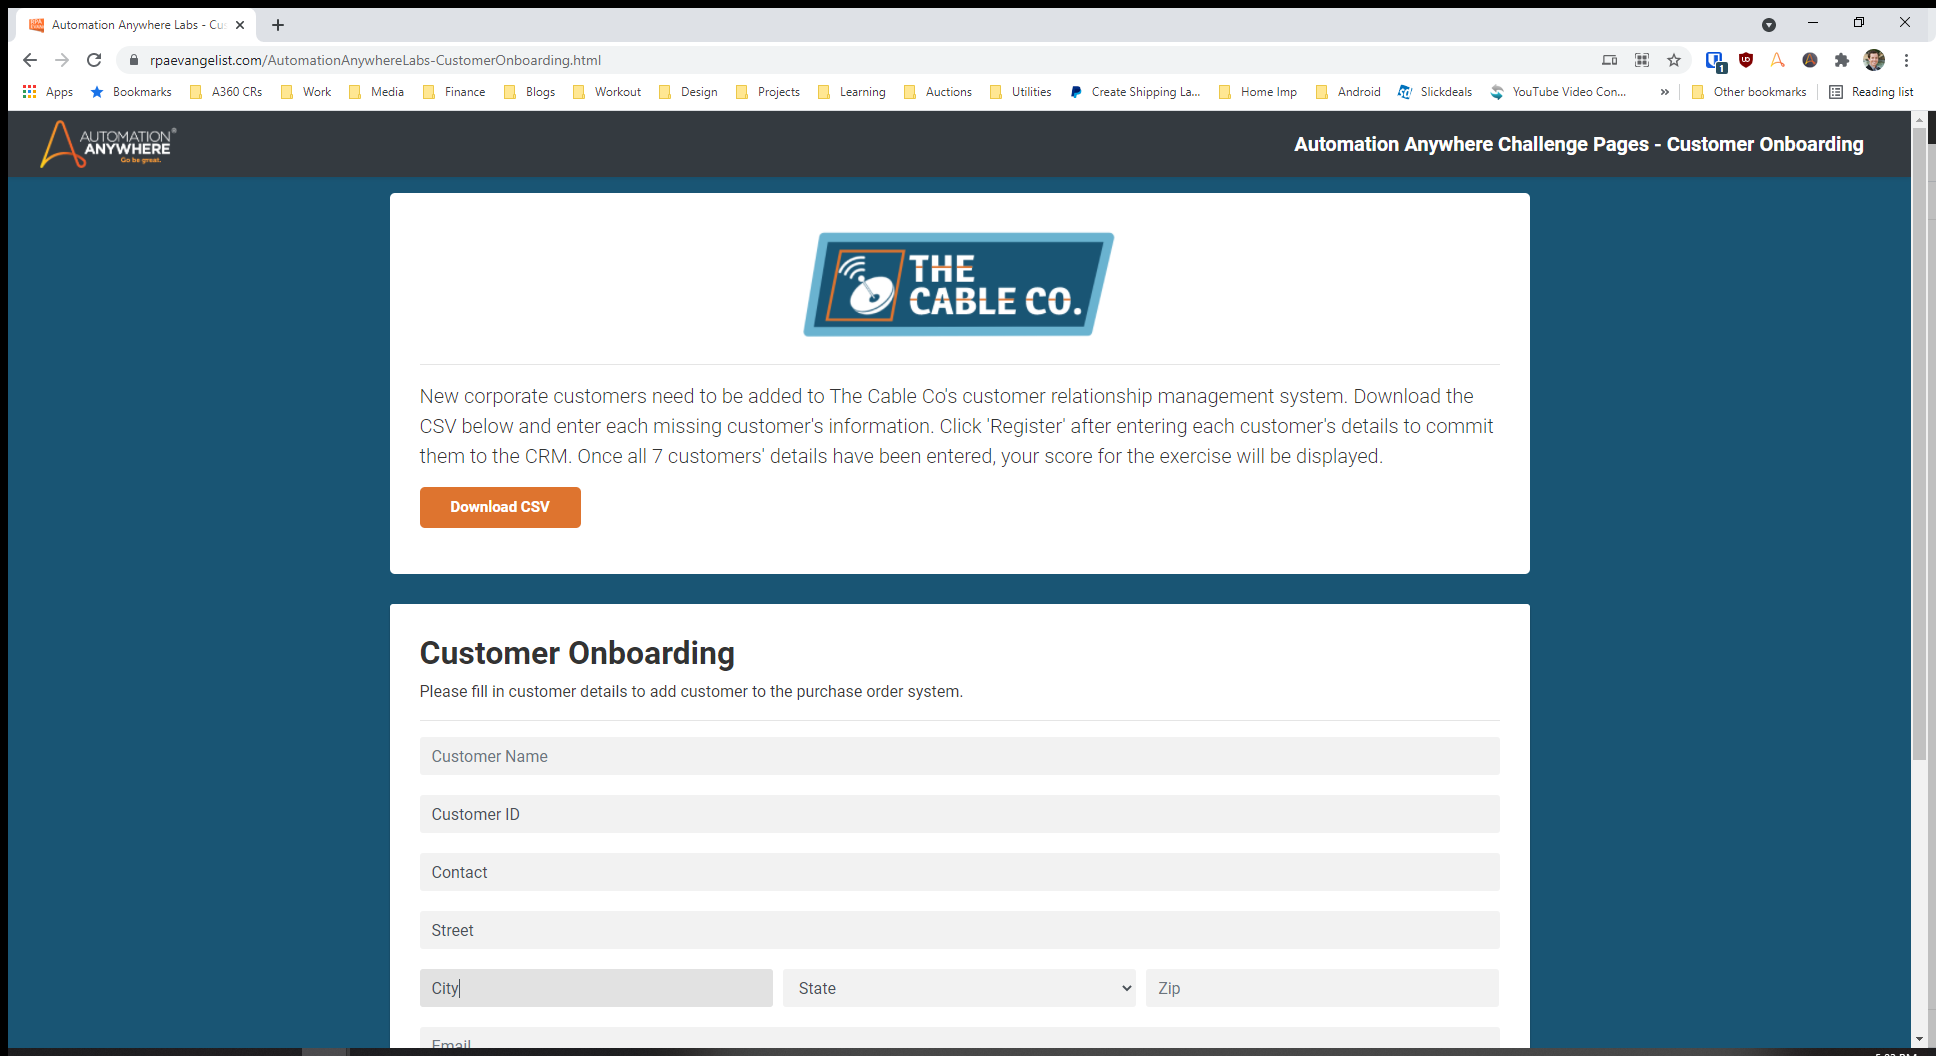 Automation Anywhere Labs - Cu
rpaevangelist.com/AutomationAnywhereLabs-CustomerOnboarding.html
1
Apps Bookmarks A360 CRs Work Media Finance Blogs Workout Design Projects Learning Auctions Utilities Create Shipping La... Home Imp Android Slickdeals YouTube Video Con... » Other bookmarks Reading list
AUTOMATION
ANYWHERE
Go be great.
Automation Anywhere Challenge Pages - Customer Onboarding
THE
CABLE CO.
New corporate customers need to be added to The Cable Co's customer relationship management system. Download the
CSV below and enter each missing customer's information. Click 'Register' after entering each customer's details to commit
them to the CRM. Once all 7 customers' details have been entered, your score for the exercise will be displayed.
Download CSV
Customer Onboarding
Please fill in customer details to add customer to the purchase order system.
Customer Name
Customer ID
Contact
Street
City State Zip
Email